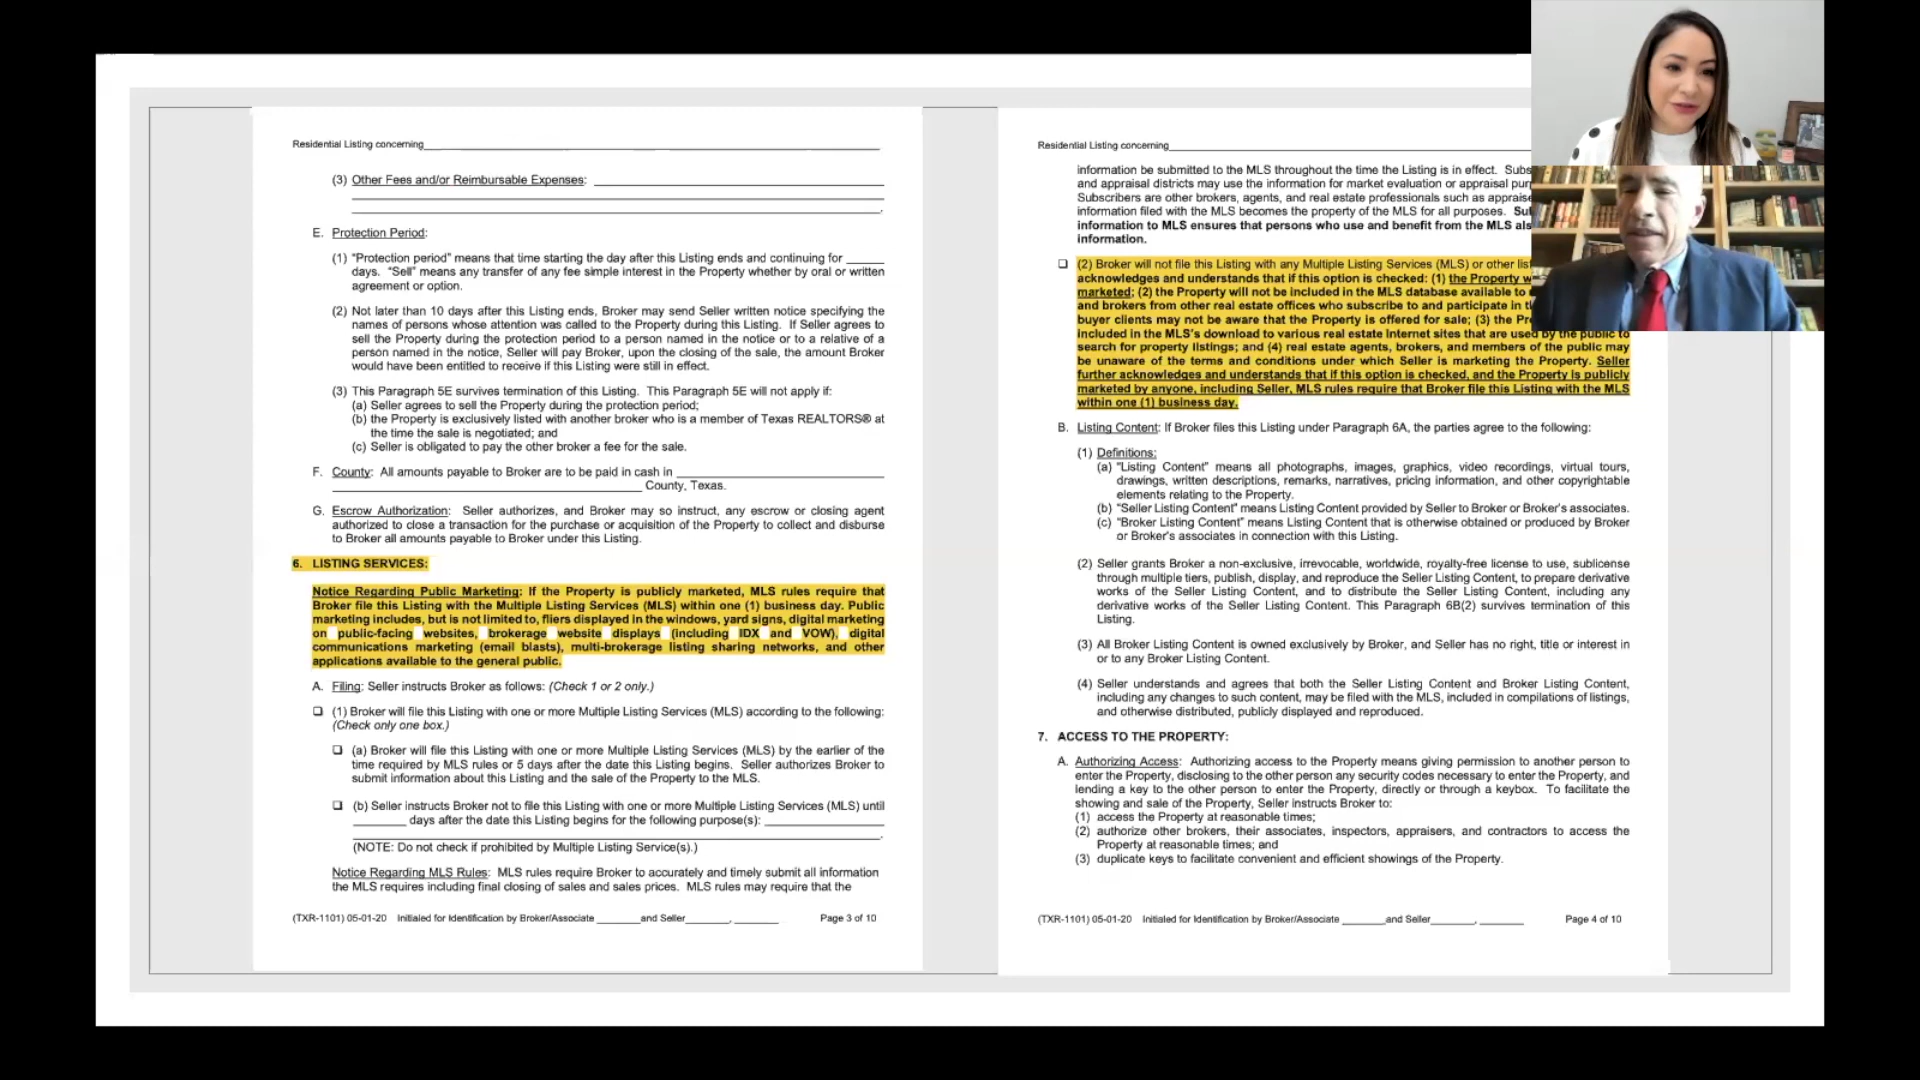 Residential Listing concerning
(3) Other Fees and/or Reimbursable Expenses:
.
E. Protection Period:
(1) "Protection period" means that time starting the day after this Listing ends and continuing for ______
days. "Sell" means any transfer of any fee simple interest in the Property whether by oral or written
agreement or option.
(2) Not later than 10 days after this Listing ends, Broker may send Seller written notice specifying the
names of persons whose attention was called to the Property during this Listing. If Seller agrees to
sell the Property during the protection period to a person named in the notice or to a relative of a
person named in the notice, Seller will pay Broker, upon the closing of the sale, the amount Broker
would have been entitled to receive if this Listing were still in effect.
(3) This Paragraph 5E survives termination of this Listing. This Paragraph 5E will not apply if:
(a) Seller agrees to sell the Property during the protection period;
(b) the Property is exclusively listed with another broker who is a member of Texas REALTORS® at
the time the sale is negotiated; and
(c) Seller is obligated to pay the other broker a fee for the sale.
F. County: All amounts payable to Broker are to be paid in cash in
County, Texas.
G. Escrow Authorization: Seller authorizes, and Broker may so instruct, any escrow or closing agent
authorized to close a transaction for the purchase or acquisition of the Property to collect and disburse
to Broker all amounts payable to Broker under this Listing.
6. LISTING SERVICES:
Notice Regarding Public Marketing: If the Property is publicly marketed, MLS rules require that
Broker file this Listing with the Multiple Listing Services (MLS) within one (1) business day. Public
marketing includes, but is not limited to, fliers displayed in the windows, yard signs, digital marketing
on public-facing websites, brokerage website displays (including IDX and VOW), digital
communications marketing (email blasts), multi-brokerage listing sharing networks, and other
applications available to the general public.
A. Filing: Seller instructs Broker as follows: (Check 1 or 2 only.)
❑ (1) Broker will file this Listing with one or more Multiple Listing Services (MLS) according to the following:
(Check only one box.)
❑ (a) Broker will file this Listing with one or more Multiple Listing Services (MLS) by the earlier of the
time required by MLS rules or 5 days after the date this Listing begins. Seller authorizes Broker to
submit information about this Listing and the sale of the Property to the MLS.
❑ (b) Seller instructs Broker not to file this Listing with one or more Multiple Listing Services (MLS) until
________ days after the date this Listing begins for the following purpose(s):
.
(NOTE: Do not check if prohibited by Multiple Listing Service(s).)
Notice Regarding MLS Rules: MLS rules require Broker to accurately and timely submit all information
the MLS requires including final closing of sales and sales prices. MLS rules may require that the
(TXR-1101) 05-01-20 Initialed for Identification by Broker/Associate ________and Seller________, ________ Page 3 of 10
Residential Listing concerning
information be submitted to the MLS throughout the time the Listing is in effect.
and appraisal districts may use the information for market evaluation or appraisal
Subscribers are other brokers, agents, and real estate professionals such as
information filed with the MLS becomes the property of the MLS for all purposes.
information to MLS ensures that persons who use and benefit from the MLS
information.
❑ (2) Broker will not file this Listing with any Multiple Listing Services (MLS) or other
acknowledges and understands that if this option is checked: (1) the Property
marketed; (2) the Property will not be included in the MLS database available to
and brokers from other real estate offices who subscribe to and participate in
buyer clients may not be aware that the Property is offered for sale; (3) the
included in the MLS's download to various real estate Internet sites that are used by the public to
search for property listings; and (4) real estate agents, brokers, and members of the public may
be unaware of the terms and conditions under which Seller is marketing the Property. Seller
further acknowledges and understands that if this option is checked, and the Property is publicly
marketed by anyone, including Seller, MLS rules require that Broker file this Listing with the MLS
within one (1) business day.
B. Listing Content: If Broker files this Listing under Paragraph 6A, the parties agree to the following:
(1) Definitions:
(a) "Listing Content" means all photographs, images, graphics, video recordings, virtual tours,
drawings, written descriptions, remarks, narratives, pricing information, and other copyrightable
elements relating to the Property.
(b) "Seller Listing Content" means Listing Content provided by Seller to Broker or Broker's associates.
(c) "Broker Listing Content" means Listing Content that is otherwise obtained or produced by Broker
or Broker's associates in connection with this Listing.
(2) Seller grants Broker a non-exclusive, irrevocable, worldwide, royalty-free license to use, sublicense
through multiple tiers, publish, display, and reproduce the Seller Listing Content, to prepare derivative
works of the Seller Listing Content, and to distribute the Seller Listing Content, including any
derivative works of the Seller Listing Content. This Paragraph 6B(2) survives termination of this
Listing.
(3) All Broker Listing Content is owned exclusively by Broker, and Seller has no right, title or interest in
or to any Broker Listing Content.
(4) Seller understands and agrees that both the Seller Listing Content and Broker Listing Content,
including any changes to such content, may be filed with the MLS, included in compilations of listings,
and otherwise distributed, publicly displayed and reproduced.
7. ACCESS TO THE PROPERTY:
A. Authorizing Access: Authorizing access to the Property means giving permission to another person to
enter the Property, disclosing to the other person any security codes necessary to enter the Property, and
lending a key to the other person to enter the Property, directly or through a keybox. To facilitate the
showing and sale of the Property, Seller instructs Broker to:
(1) access the Property at reasonable times;
(2) authorize other brokers, their associates, inspectors, appraisers, and contractors to access the
Property at reasonable times; and
(3) duplicate keys to facilitate convenient and efficient showings of the Property.
(TXR-1101) 05-01-20 Initialed for Identification by Broker/Associate ________and Seller________, ________ Page 4 of 10